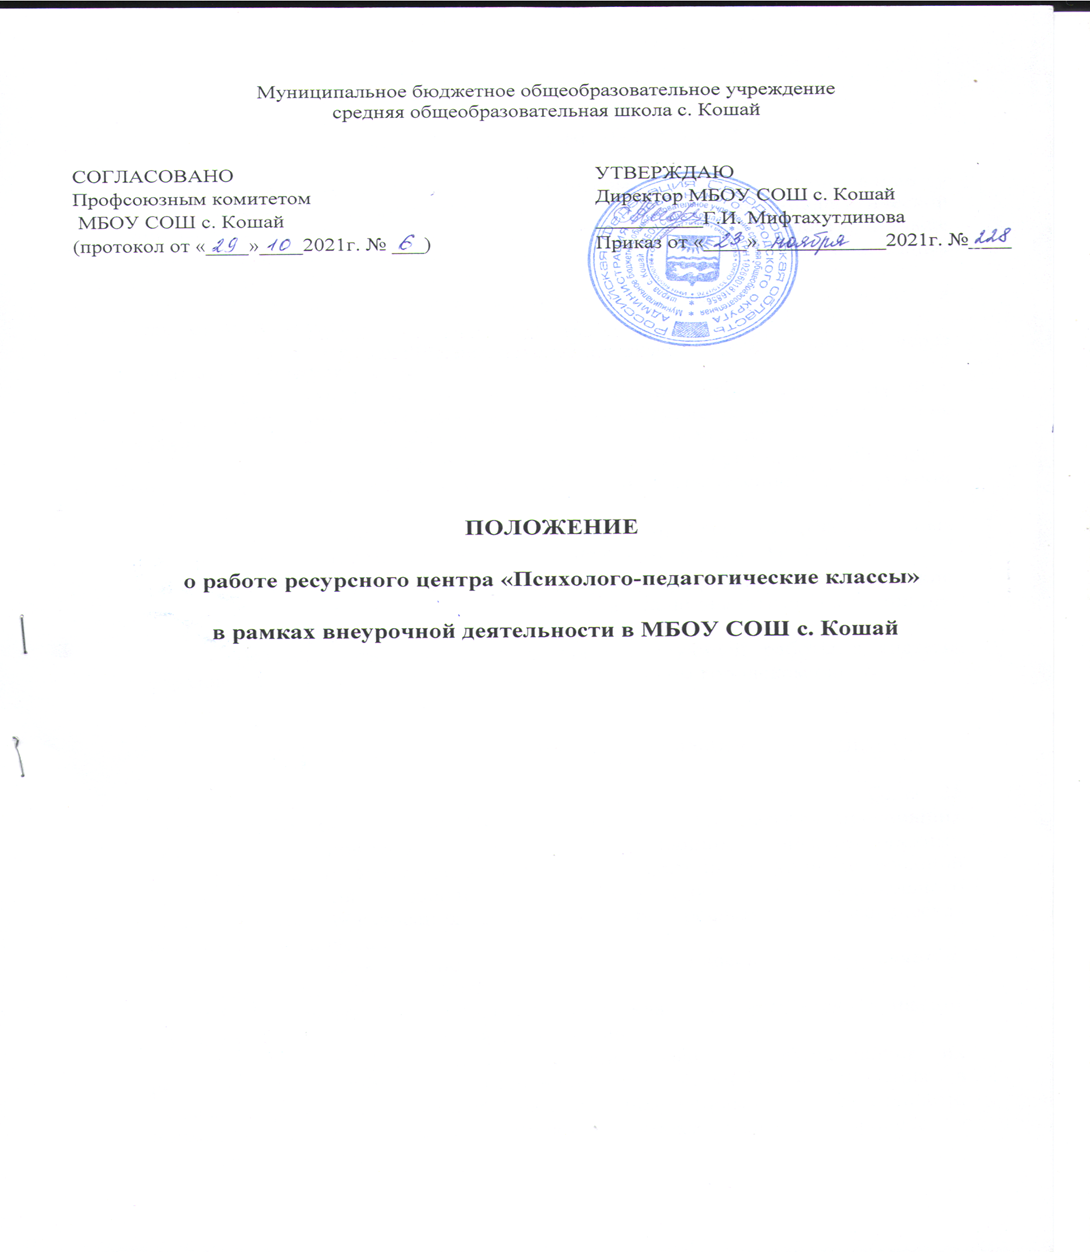 Муниципальное бюджетное общеобразовательное учреждение
средняя общеобразовательная школа с. Кошай
СОГЛАСОВАНО
Профсоюзным комитетом
МБОУ СОШ с. Кошай
(протокол от «29» 10 2021г. № 6)
УТВЕРЖДАЮ
Директор МБОУ СОШ с. Кошай
Г.И. Мифтахутдинова
Приказ от «23» ноября 2021г. № 228
ПОЛОЖЕНИЕ
о работе ресурсного центра «Психолого-педагогические классы»
в рамках внеурочной деятельности в МБОУ СОШ с. Кошай